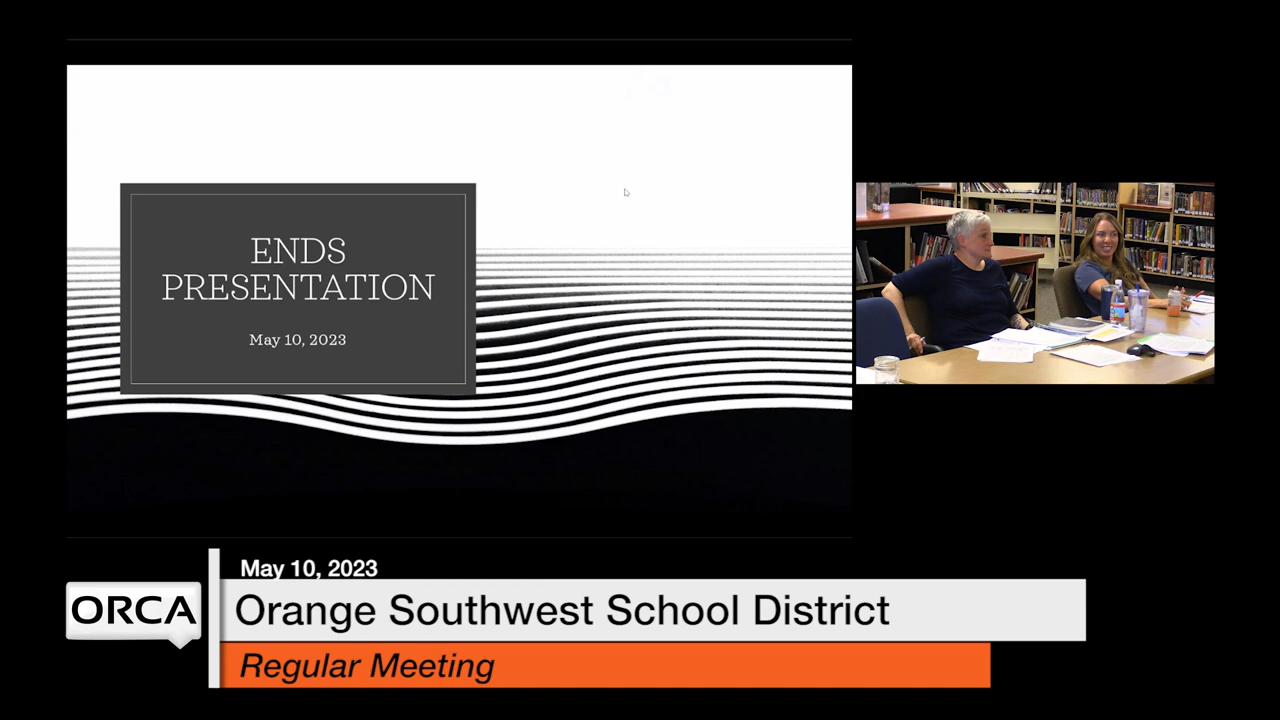 ENDS
PRESENTATION
May 10, 2023
May 10, 2023
ORCA
Orange Southwest School District
Regular Meeting